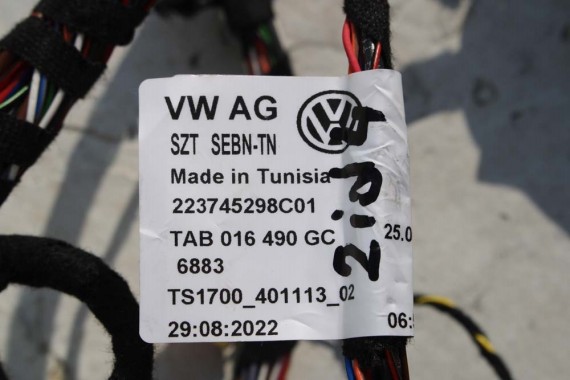 VW AG
SZT SEBN-TN
Made in Tunisia
223745298C01
TAB 016 490 GC
25.0
6883
TS1700_401113_02
29:08:2022
06: